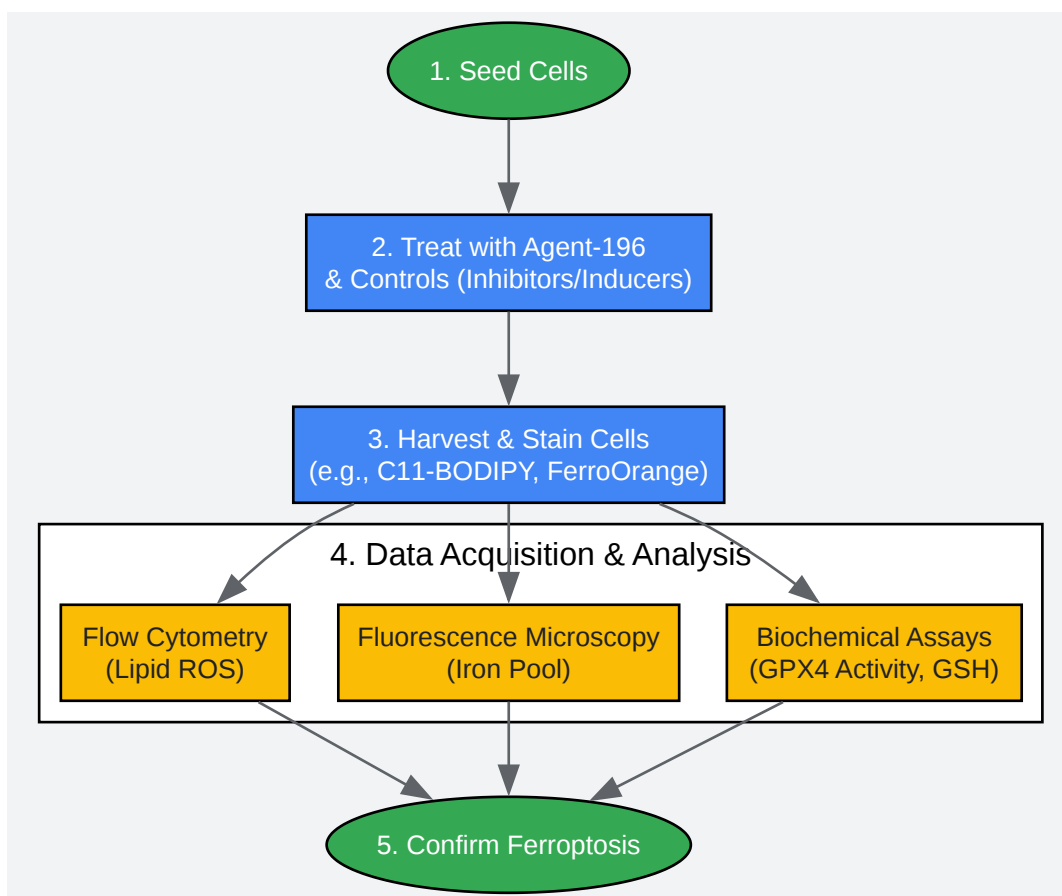 1. Seed Cells
2. Treat with Agent-196
& Controls (Inhibitors/Inducers)
3. Harvest & Stain Cells
(e.g., C11-BODIPY, FerroOrange)
4. Data Acquisition & Analysis
Flow Cytometry
(Lipid ROS)
Fluorescence Microscopy
(Iron Pool)
Biochemical Assays
(GPX4 Activity, GSH)
5. Confirm Ferroptosis